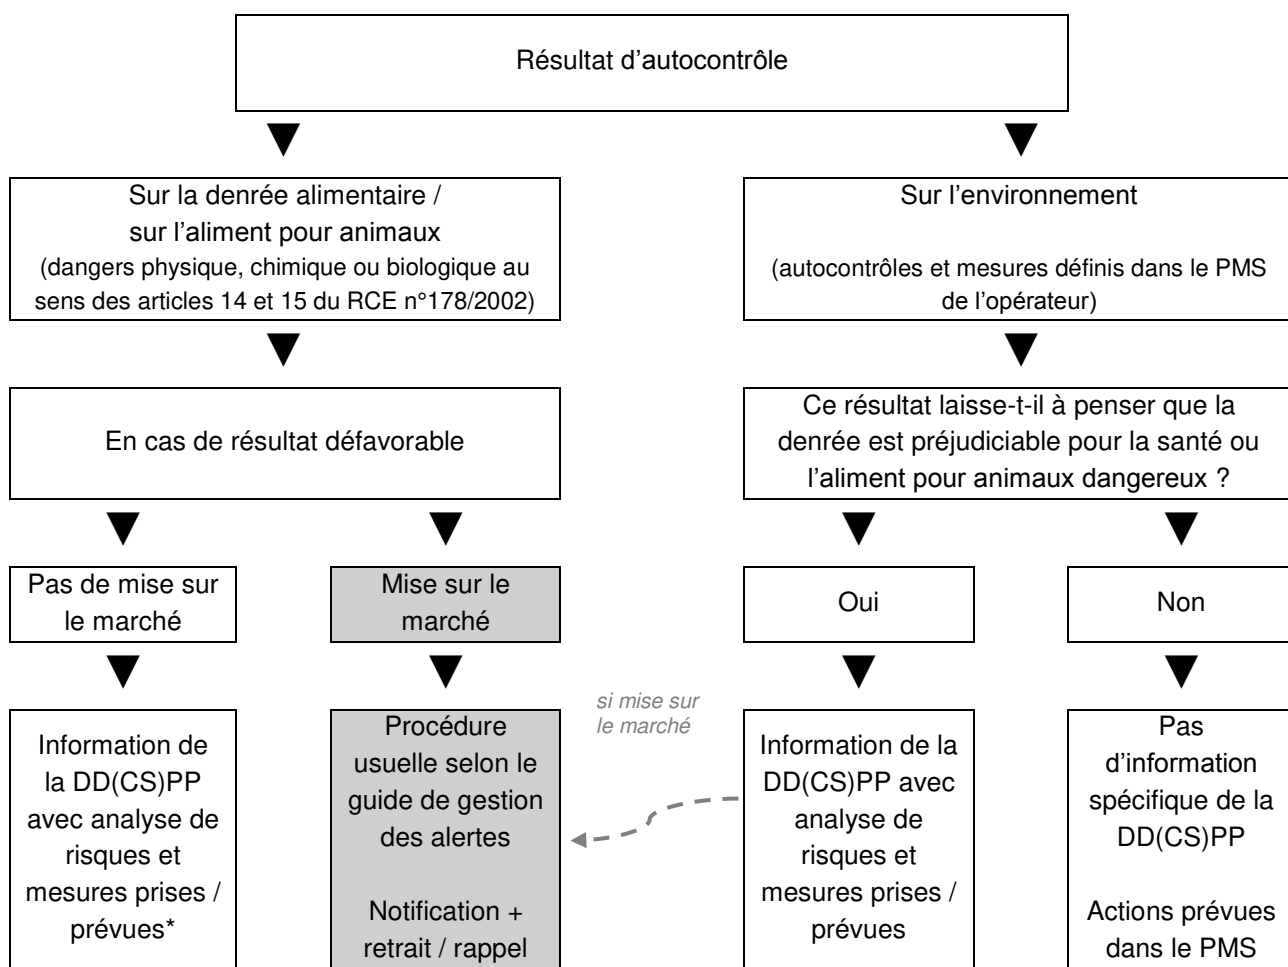 Résultat d'autocontrôle
Sur la denrée alimentaire /
sur l'aliment pour animaux
(dangers physique, chimique ou biologique au
sens des articles 14 et 15 du RCE n°178/2002)
Sur l'environnement
(autocontrôles et mesures définis dans le PMS
de l'opérateur)
En cas de résultat défavorable
Ce résultat laisse-t-il à penser que la
denrée est préjudiciable pour la santé ou
l'aliment pour animaux dangereux ?
Pas de mise sur
le marché
Mise sur le
marché
Oui
Non
Information de
la DD(CS)PP
avec analyse de
risques et
mesures prises /
prévues*
Procédure
usuelle selon le
guide de gestion
des alertes
Notification +
retrait / rappel
si mise sur
le marché
Information de la
DD(CS)PP avec
analyse de
risques et
mesures prises /
prévues
Pas
d'information
spécifique de la
DD(CS)PP
Actions prévues
dans le PMS